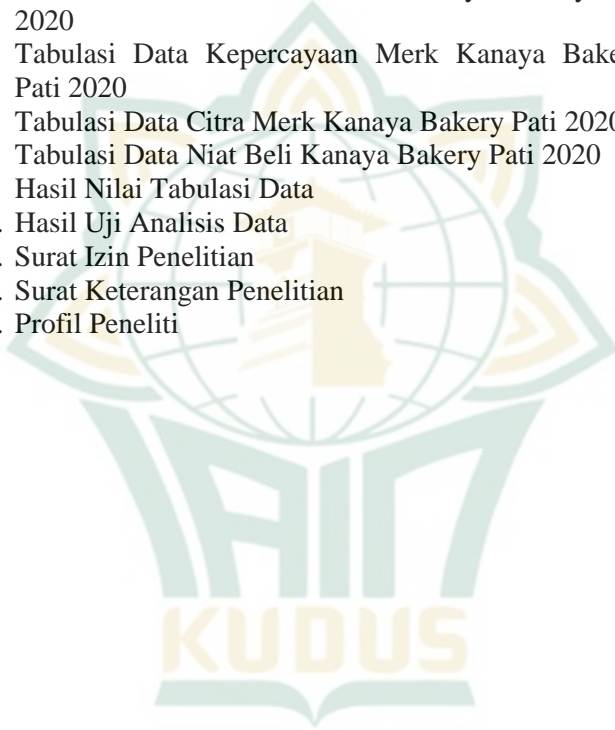 2020
Tabulasi Data Kepercayaan Merk Kanaya
Pati 2020
Tabulasi Data Citra Merk Kanaya Bakery Pati 2020
Tabulasi Data Niat Beli Kanaya Bakery Pati 2020
Hasil Nilai Tabulasi Data
. Hasil Uji Analisis Data
. Surat Izin Penelitian
. Surat Keterangan Penelitian
. Profil Peneliti
IAIN
KUDUS